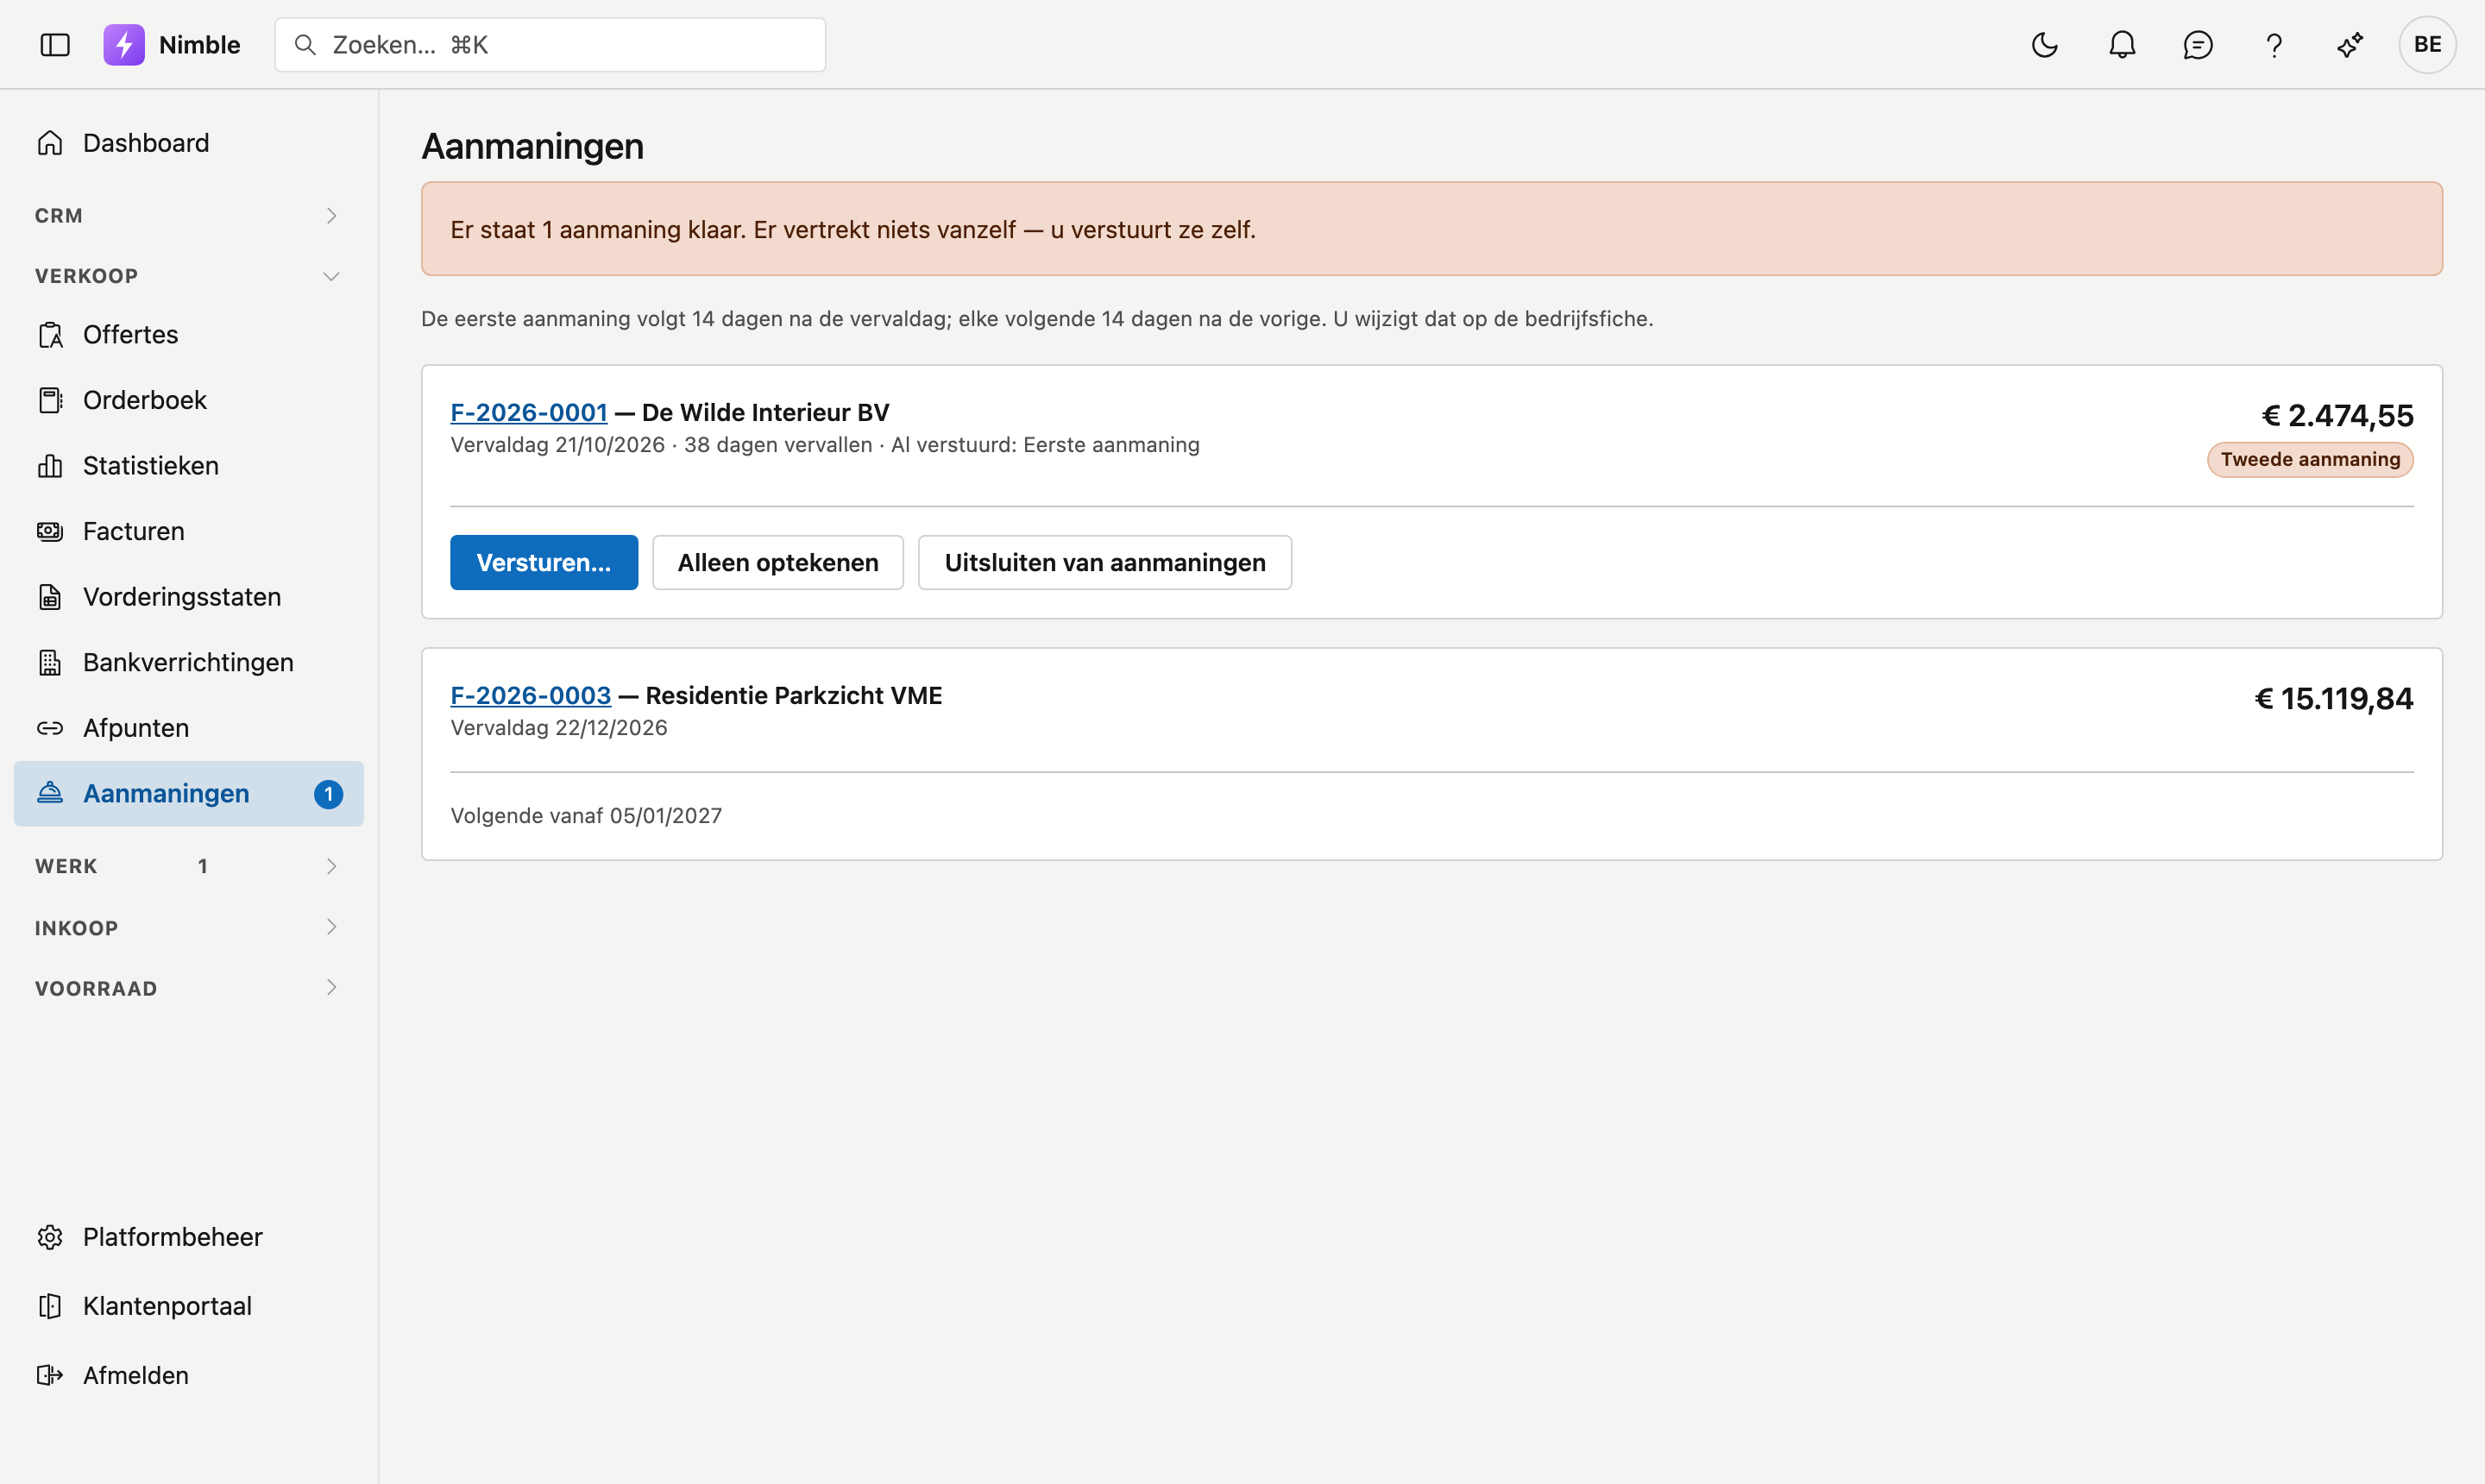 Nimble
Zoeken... ⌘K
BE
Dashboard
CRM
VERKOOP
Offertes
Orderboek
Statistieken
Facturen
Vorderingsstaten
Bankverrichtingen
Afpunten
Aanmaningen 1
WERK 1
INKOOP
VOORRAAD
Platformbeheer
Klantenportaal
Afmelden
Aanmaningen
Er staat 1 aanmaning klaar. Er vertrekt niets vanzelf — u verstuurt ze zelf.
De eerste aanmaning volgt 14 dagen na de vervaldag; elke volgende 14 dagen na de vorige. U wijzigt dat op de bedrijfsfiche.
F-2026-0001 — De Wilde Interieur BV
€ 2.474,55
Vervaldag 21/10/2026 · 38 dagen vervallen · Al verstuurd: Eerste aanmaning
Tweede aanmaning
Versturen... Alleen optekenen Uitsluiten van aanmaningen
F-2026-0003 — Residentie Parkzicht VME
€ 15.119,84
Vervaldag 22/12/2026
Volgende vanaf 05/01/2027